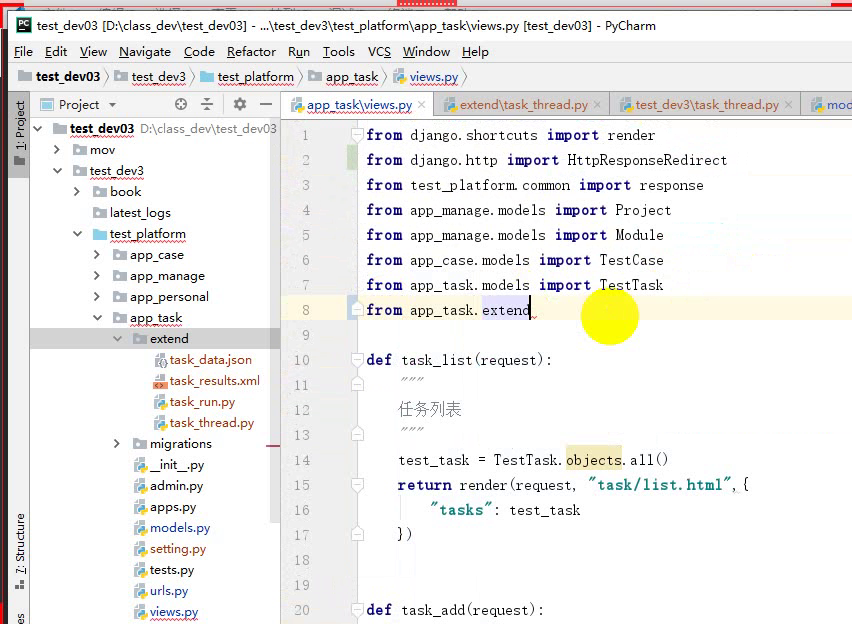 test_dev03 [D:\class_dev\test_dev03] - ...\test_dev3\test_platform\app_task\views.py [test_dev03] - PyCharm
File Edit View Navigate Code Refactor Run Tools VCS Window Help
test_dev03 test_dev3 test_platform app_task views.py
Project
app_task\views.py extend\task_thread.py test_dev3\task_thread.py mod
1: Project
test_dev03 D:\class_dev\test_dev03
mov
test_dev3
book
latest_logs
test_platform
app_case
app_manage
app_personal
app_task
extend
task_data.json
task_results.xml
task_run.py
task_thread.py
migrations
__init__.py
admin.py
apps.py
models.py
setting.py
tests.py
urls.py
views.py
7: Structure
1 from django.shortcuts import render
2 from django.http import HttpResponseRedirect
3 from test_platform.common import response
4 from app_manage.models import Project
5 from app_manage.models import Module
6 from app_case.models import TestCase
7 from app_task.models import TestTask
8 from app_task.extend
9
10 def task_list(request):
11 """
12 任务列表
13 """
14 test_task = TestTask.objects.all()
15 return render(request, "task/list.html",{
16 "tasks": test_task
17 })
18
19
20 def task_add(request):